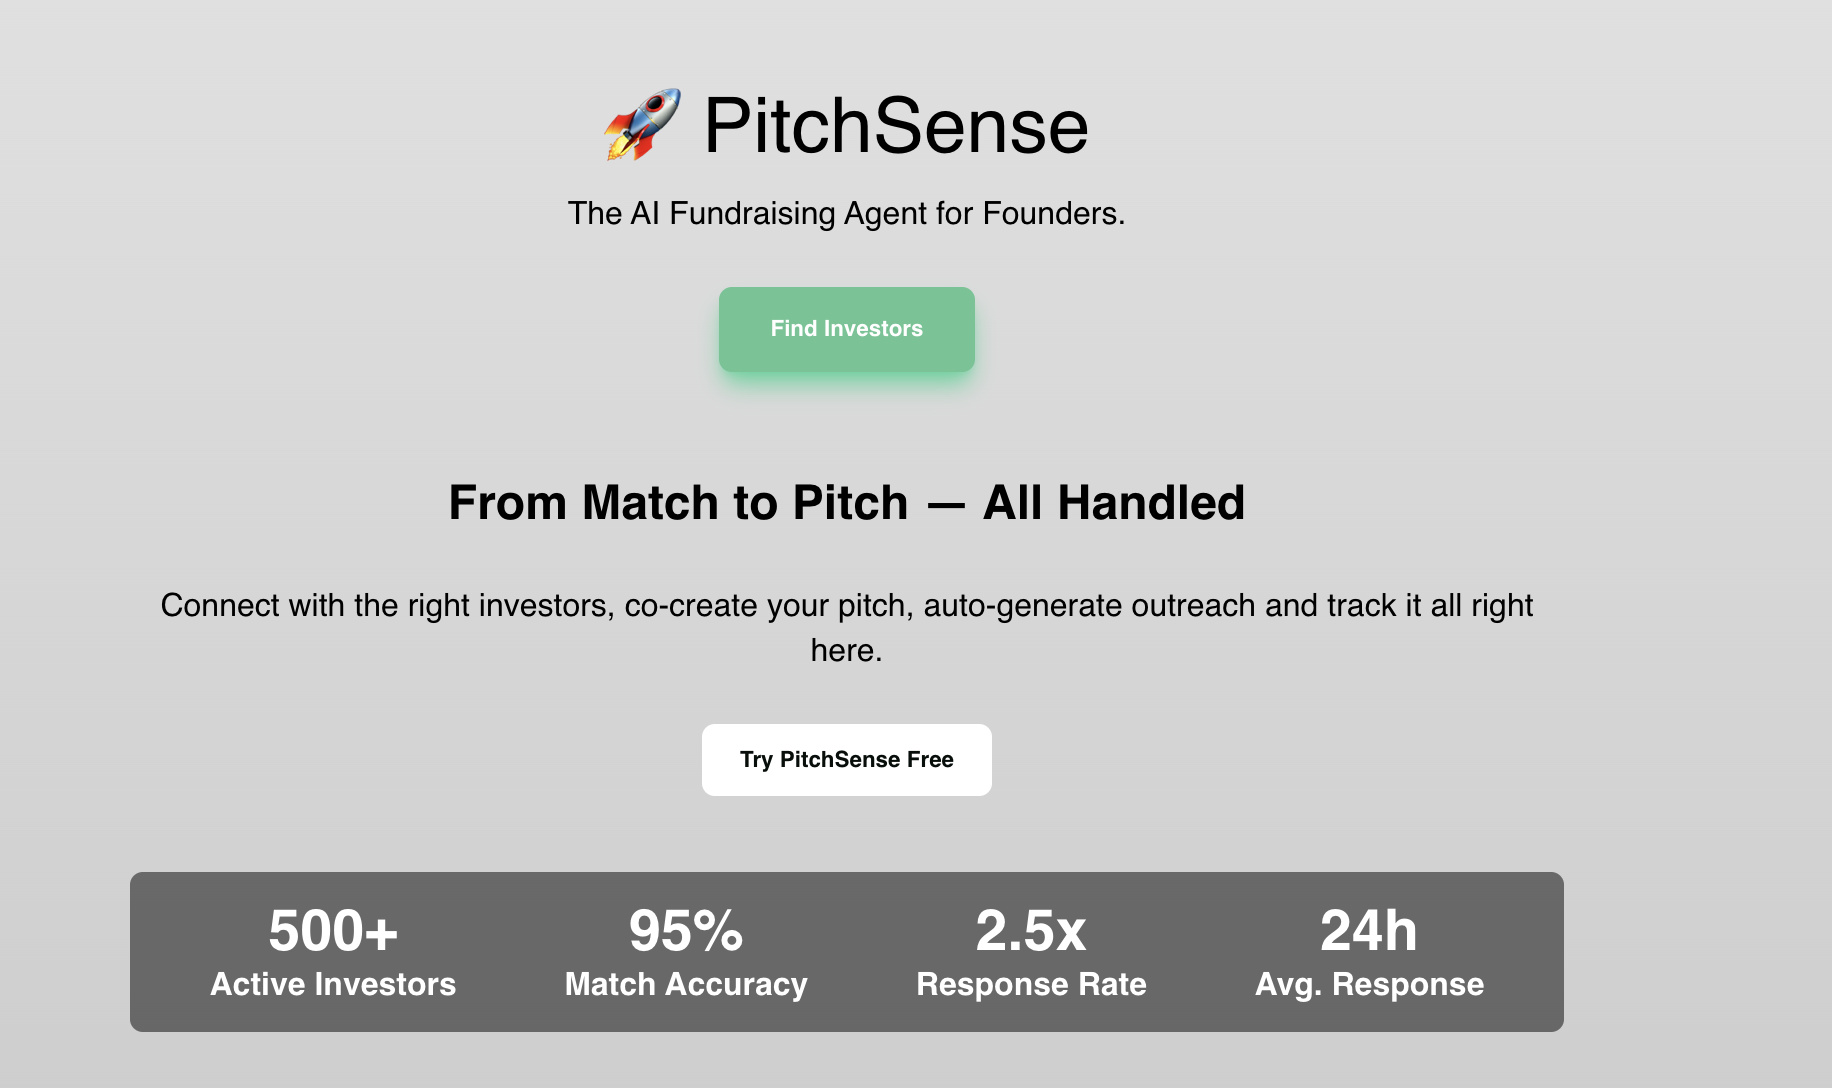 🚀 PitchSense
The AI Fundraising Agent for Founders.
Find Investors
From Match to Pitch — All Handled
Connect with the right investors, co-create your pitch, auto-generate outreach and track it all right
here.
Try PitchSense Free
500+ 95% 2.5x 24h
Active Investors Match Accuracy Response Rate Avg. Response